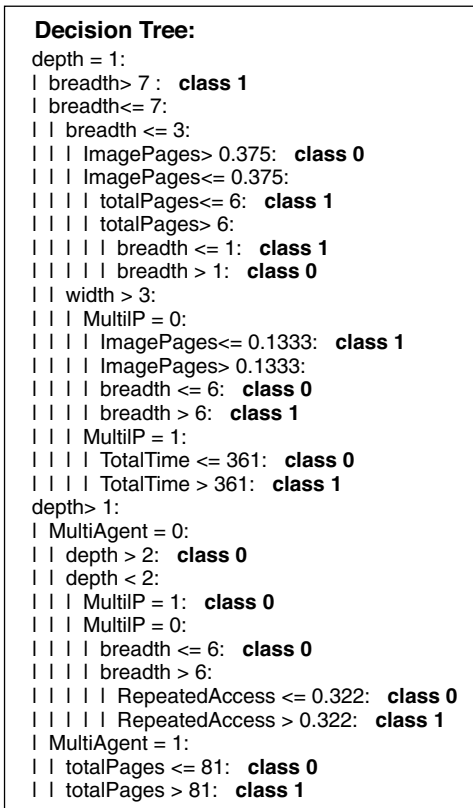 Decision Tree:
depth = 1:
| breadth> 7 : class 1
| breadth<= 7:
| | breadth <= 3:
| | | ImagePages> 0.375: class 0
| | | ImagePages<= 0.375:
| | | | totalPages<= 6: class 1
| | | | totalPages> 6:
| | | | | breadth <= 1: class 1
| | | | | breadth > 1: class 0
| | width > 3:
| | | MultiIP = 0:
| | | | ImagePages<= 0.1333: class 1
| | | | ImagePages> 0.1333:
| | | | breadth <= 6: class 0
| | | | breadth > 6: class 1
| | | MultiIP = 1:
| | | | TotalTime <= 361: class 0
| | | | TotalTime > 361: class 1
depth> 1:
| MultiAgent = 0:
| | depth > 2: class 0
| | depth < 2:
| | | MultiIP = 1: class 0
| | | MultiIP = 0:
| | | | breadth <= 6: class 0
| | | | breadth > 6:
| | | | | RepeatedAccess <= 0.322: class 0
| | | | | RepeatedAccess > 0.322: class 1
| MultiAgent = 1:
| | totalPages <= 81: class 0
| | totalPages > 81: class 1